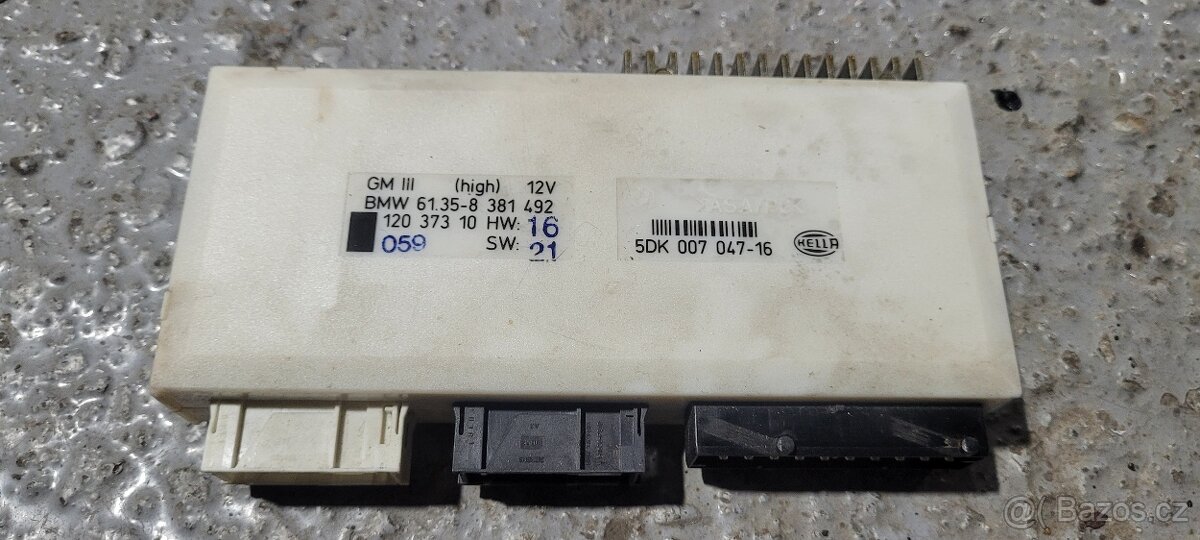 GM III (high) 12V
BMW 61.35-8 381 492
120 373 10 HW: 16
059 SW: 21
5DK 007 047-16
HELLA
@ Bazoš.cz